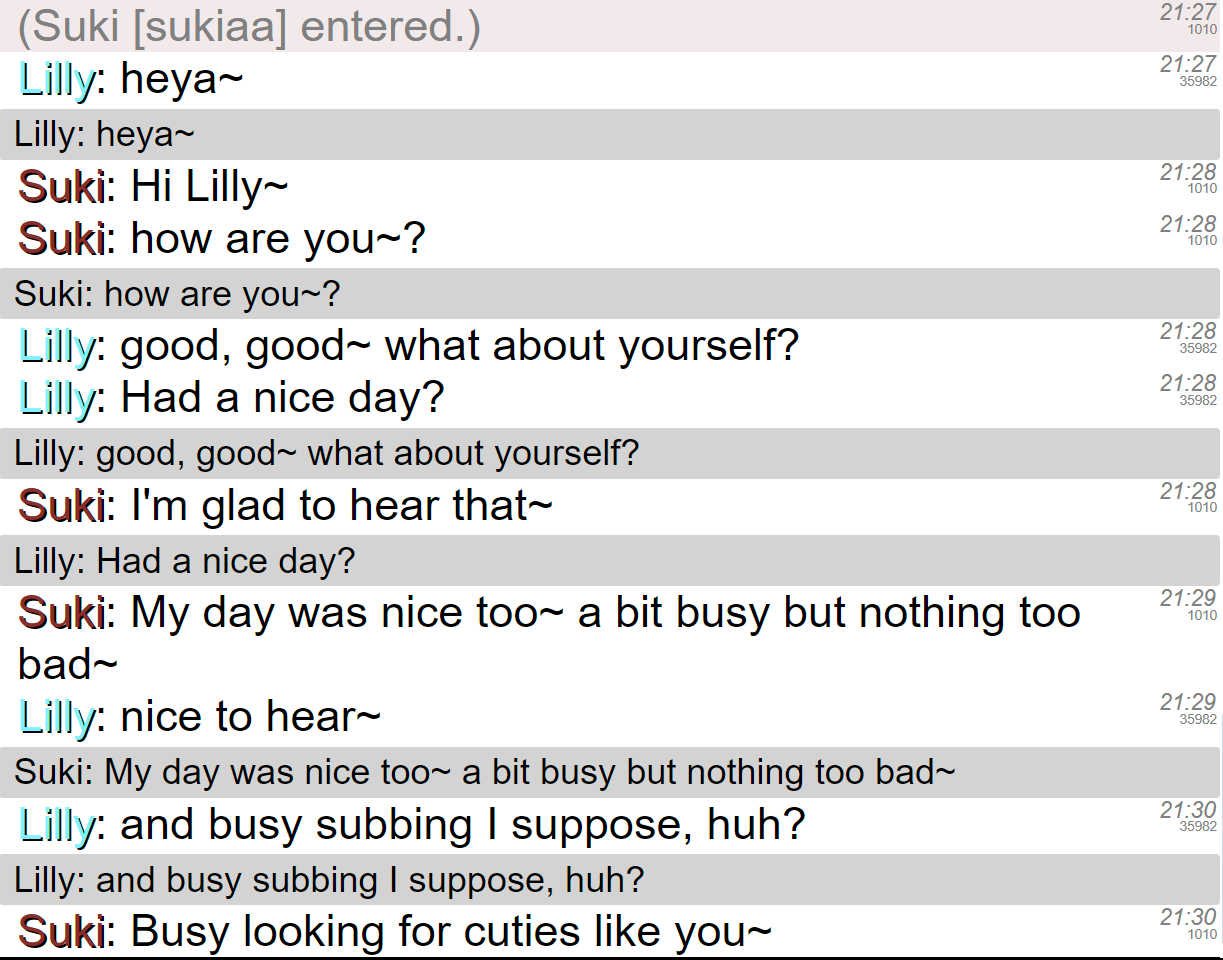 (Suki [sukiaa] entered.) 21:27
1010
Lilly: heya~ 21:27
35982
Lilly: heya~
Suki: Hi Lilly~ 21:28
1010
Suki: how are you~? 21:28
1010
Suki: how are you~?
Lilly: good, good~ what about yourself? 21:28
35982
Lilly: Had a nice day? 21:28
35982
Lilly: good, good~ what about yourself?
Suki: I'm glad to hear that~ 21:28
1010
Lilly: Had a nice day?
Suki: My day was nice too~ a bit busy but nothing too 21:29
1010
bad~
Lilly: nice to hear~ 21:29
35982
Suki: My day was nice too~ a bit busy but nothing too bad~
Lilly: and busy subbing I suppose, huh? 21:30
35982
Lilly: and busy subbing I suppose, huh?
Suki: Busy looking for cuties like you~ 21:30
1010